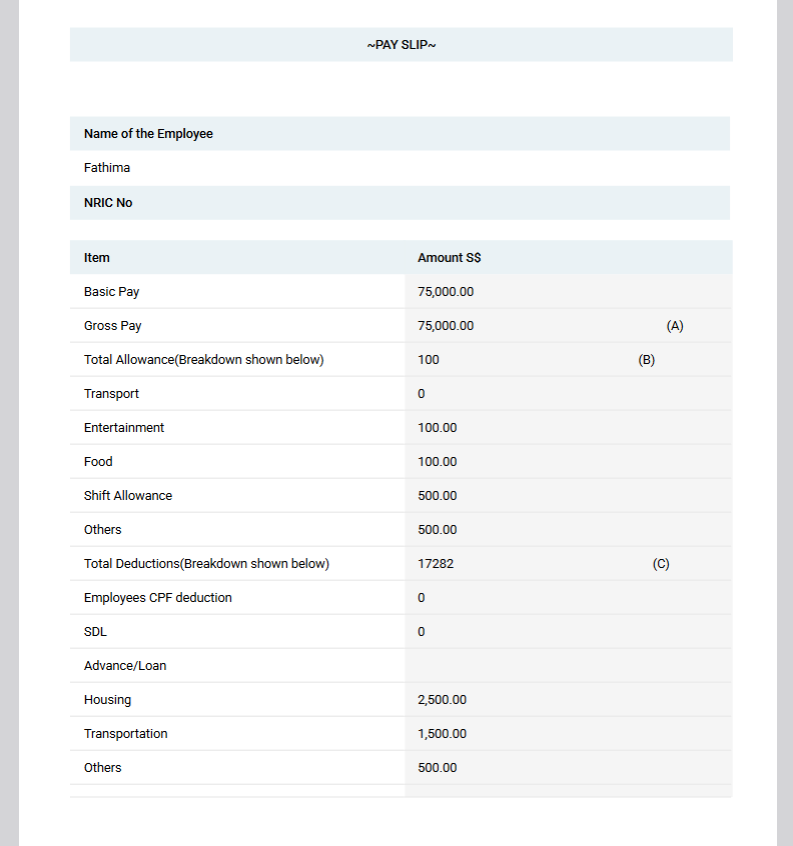 ~PAY SLIP~
Name of the Employee
Fathima
NRIC No
Item Amount S$
Basic Pay 75,000.00
Gross Pay 75,000.00 (A)
Total Allowance(Breakdown shown below) 100 (B)
Transport 0
Entertainment 100.00
Food 100.00
Shift Allowance 500.00
Others 500.00
Total Deductions(Breakdown shown below) 17282 (C)
Employees CPF deduction 0
SDL 0
Advance/Loan
Housing 2,500.00
Transportation 1,500.00
Others 500.00